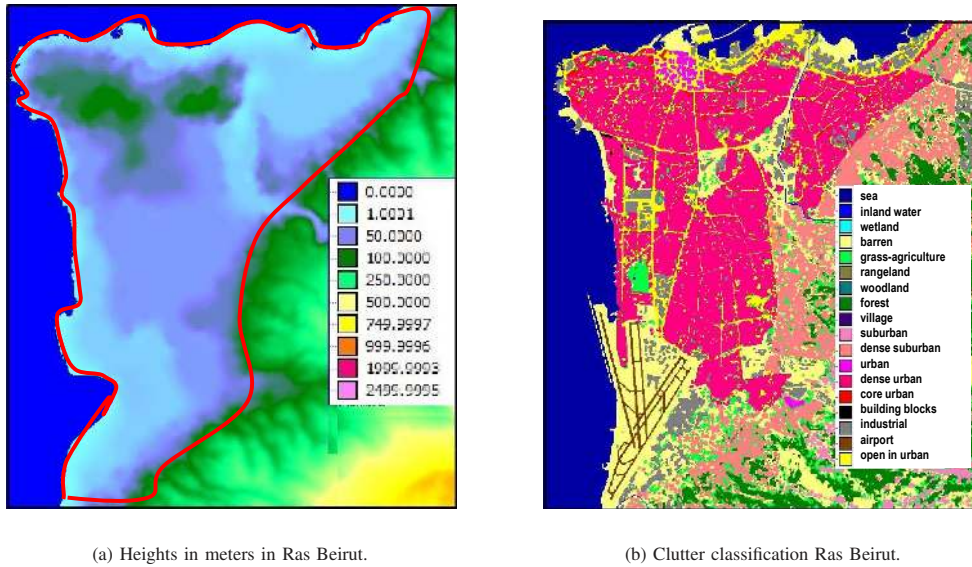 0.0000
1.0001
50.0000
100.0000
250.0000
500.0000
749.9997
999.9996
1999.9993
2499.9995
sea
inland water
wetland
barren
grass-agriculture
rangeland
woodland
forest
village
suburban
dense suburban
urban
dense urban
core urban
building blocks
industrial
airport
open in urban
(a) Heights in meters in Ras Beirut.
(b) Clutter classification Ras Beirut.